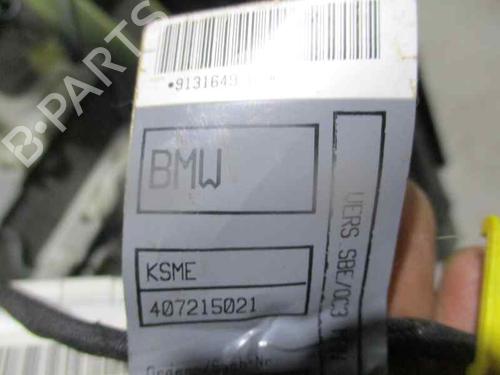 *9131649
BMW
KSME
407215021
VERS. SBE/OC3
B-PARTS